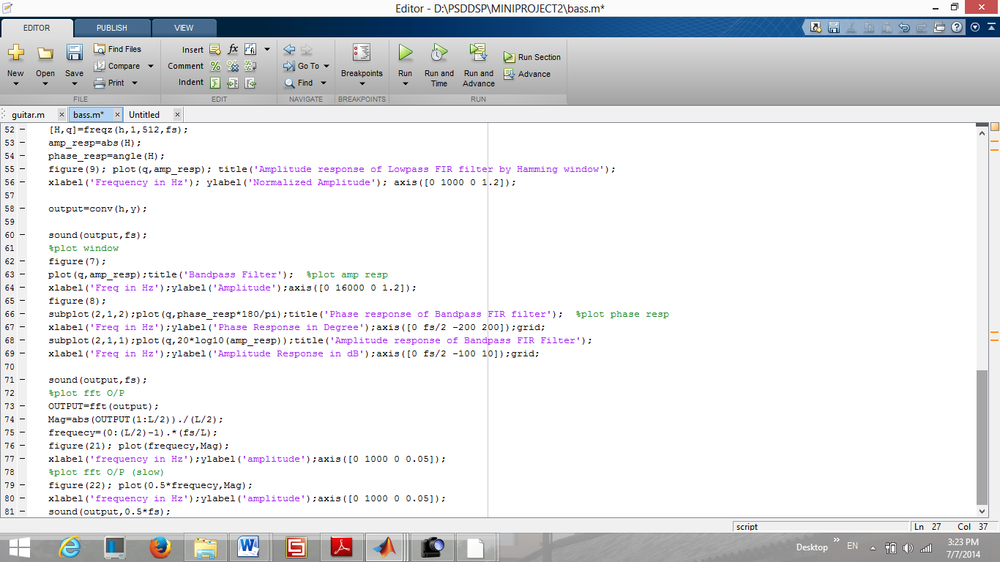 Editor - D:\PSDDSP\MINIPROJECT2\bass.m*
EDITOR PUBLISH VIEW
New Open Save Find Files Compare Print
FILE
Insert fx
Comment
Indent
EDIT
Go To
Find
NAVIGATE
Breakpoints
BREAKPOINTS
Run Run and Time Run and Advance Run Section Advance
RUN
guitar.m bass.m* Untitled
52 [H,q]=freqz(h,1,512,fs);
53 amp_resp=abs(H);
54 phase_resp=angle(H);
55 figure(9); plot(q,amp_resp); title('Amplitude response of Lowpass FIR filter by Hamming window');
56 xlabel('Frequency in Hz'); ylabel('Normalized Amplitude'); axis([0 1000 0 1.2]);
57
58 output=conv(h,y);
59
60 sound(output,fs);
61 %plot window
62 figure(7);
63 plot(q,amp_resp);title('Bandpass Filter');  %plot amp resp
64 xlabel('Freq in Hz');ylabel('Amplitude');axis([0 16000 0 1.2]);
65 figure(8);
66 subplot(2,1,2);plot(q,phase_resp*180/pi);title('Phase response of Bandpass FIR filter');  %plot phase resp
67 xlabel('Freq in Hz');ylabel('Phase Response in Degree');axis([0 fs/2 -200 200]);grid;
68 subplot(2,1,1);plot(q,20*log10(amp_resp));title('Amplitude response of Bandpass FIR Filter');
69 xlabel('Freq in Hz');ylabel('Amplitude Response in dB');axis([0 fs/2 -100 10]);grid;
70
71 sound(output,fs);
72 %plot fft O/P
73 OUTPUT=fft(output);
74 Mag=abs(OUTPUT(1:L/2))./(L/2);
75 frequecy=(0:(L/2)-1).*(fs/L);
76 figure(21); plot(frequecy,Mag);
77 xlabel('frequency in Hz');ylabel('amplitude');axis([0 1000 0 0.05]);
78 %plot fft O/P (slow)
79 figure(22); plot(0.5*frequecy,Mag);
80 xlabel('frequency in Hz');ylabel('amplitude');axis([0 1000 0 0.05]);
81 sound(output,0.5*fs);
script Ln 27 Col 37
Desktop EN 3:23 PM
7/7/2014